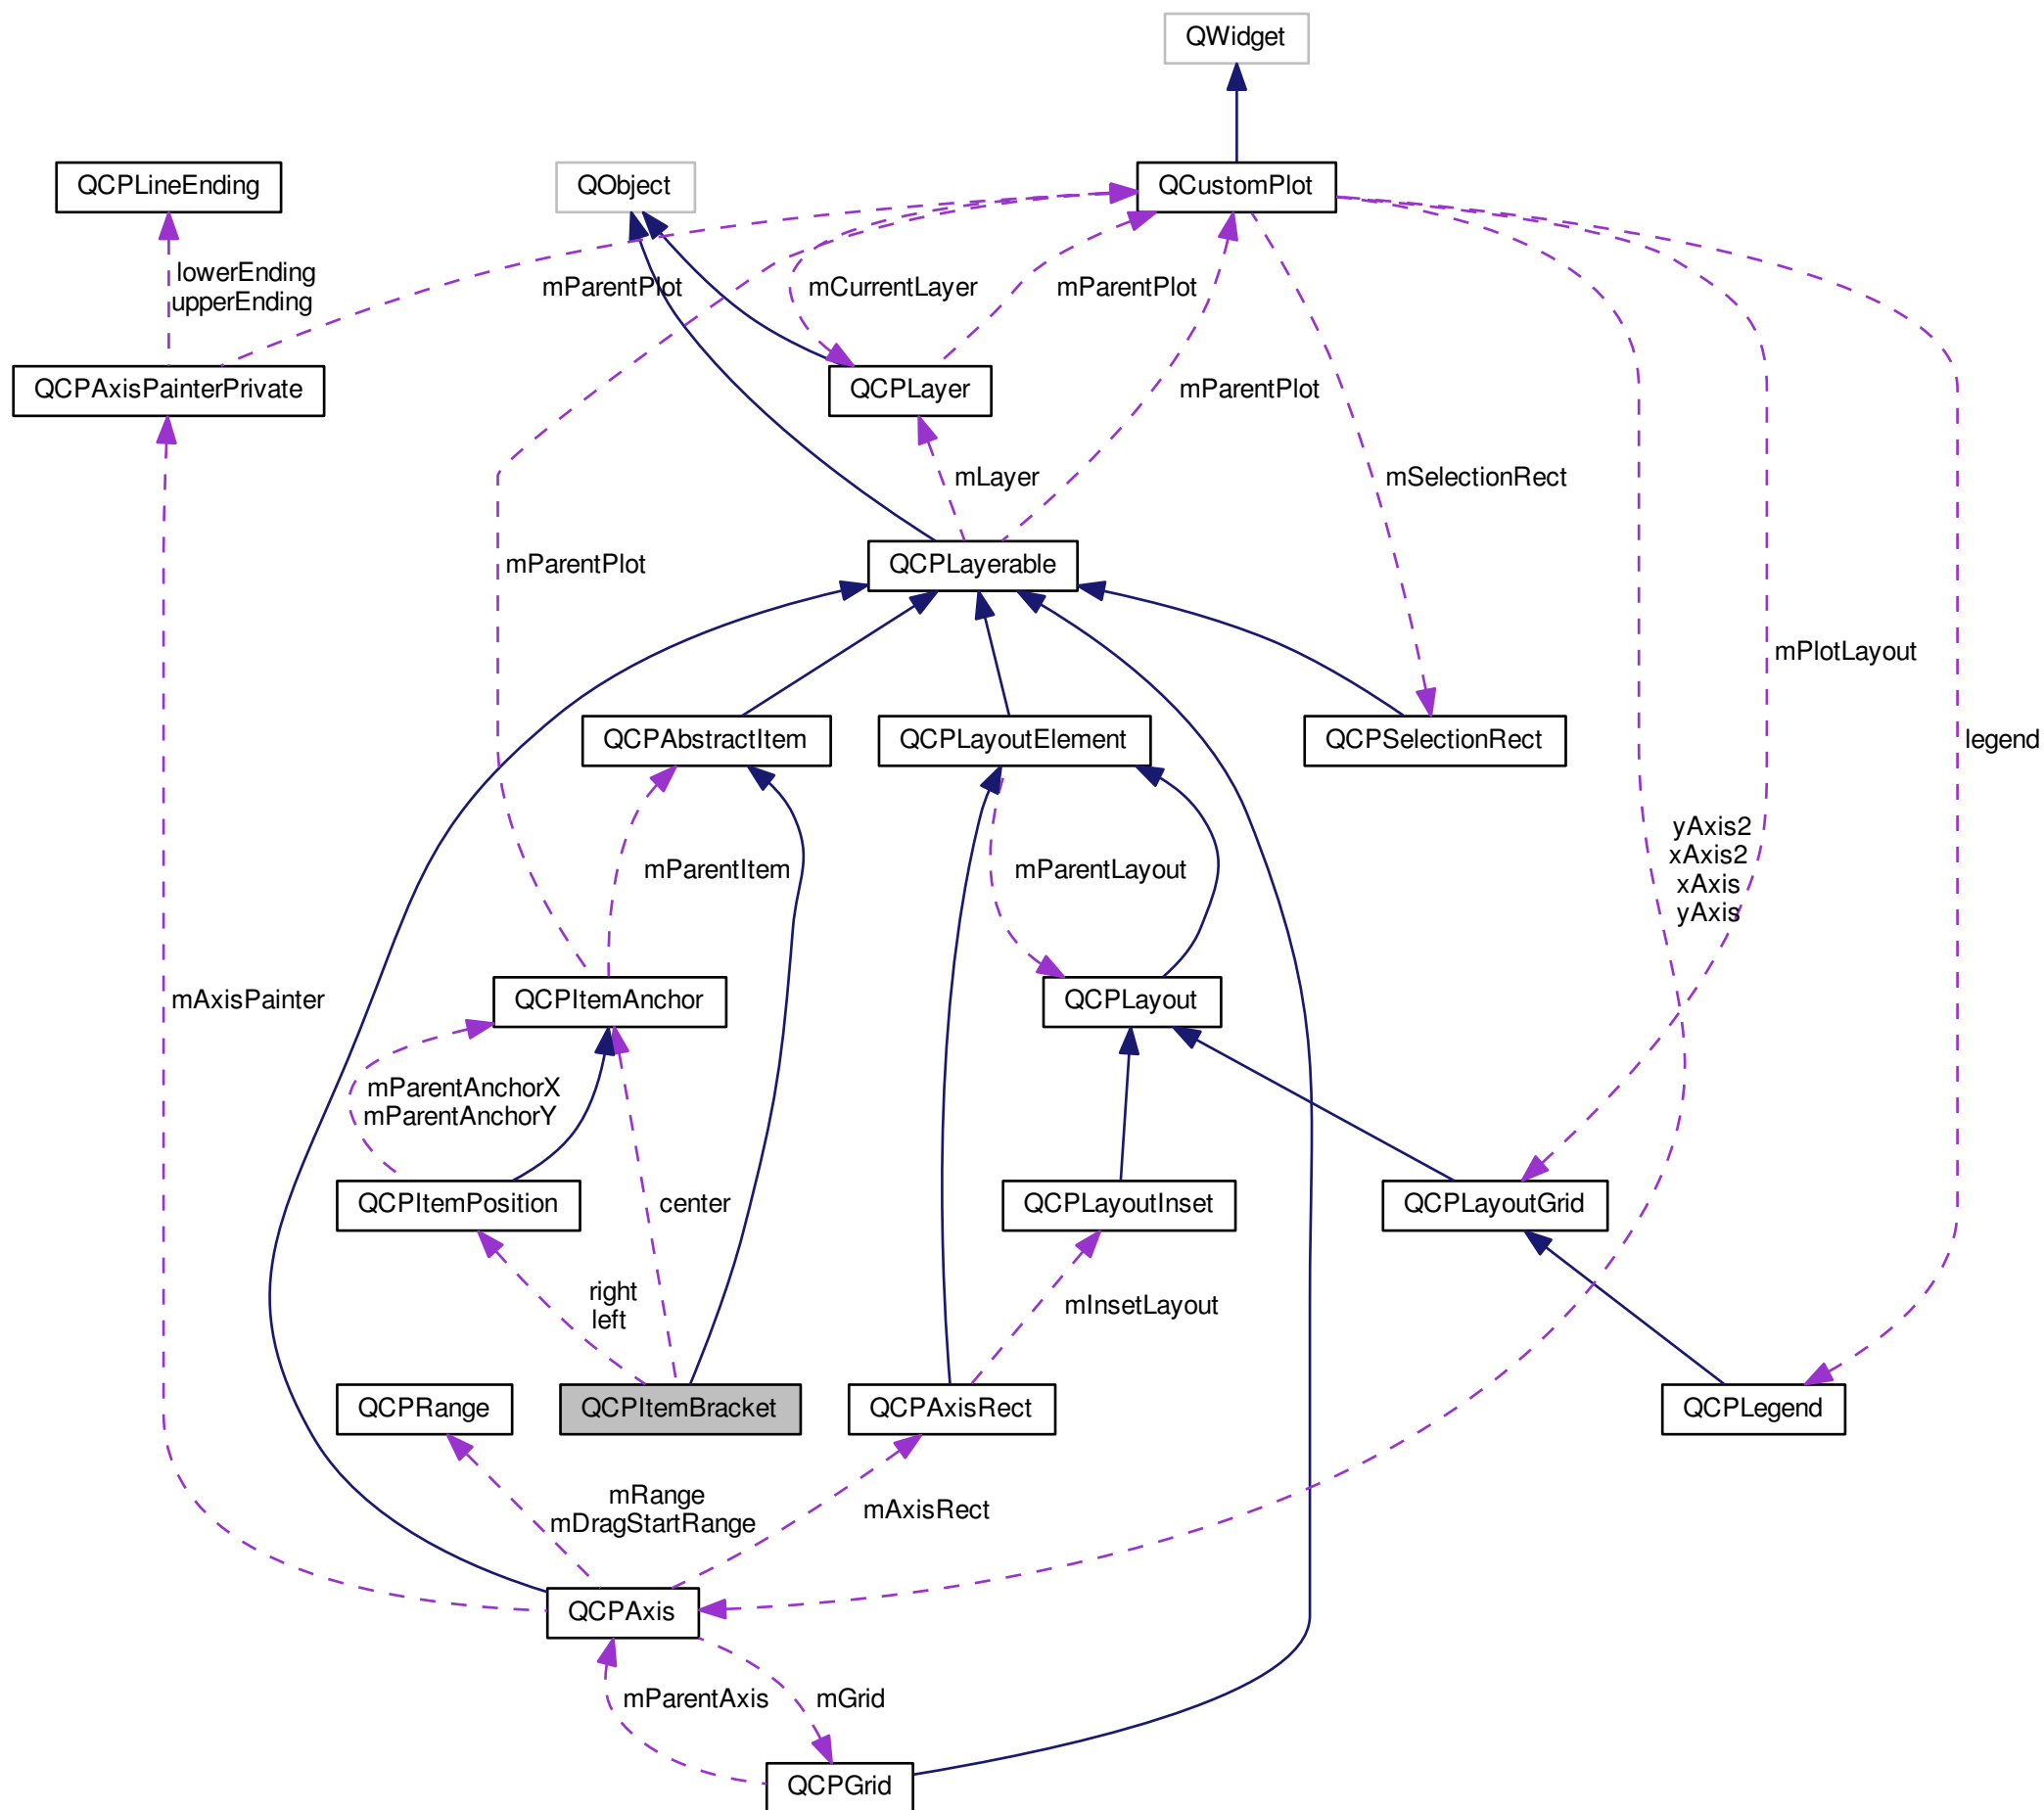 QWidget
QCPLineEnding
QObject
QCustomPlot
lowerEnding
upperEnding
mParentPlot
mCurrentLayer
mParentPlot
QCPAxisPainterPrivate
QCPLayer
mParentPlot
mLayer
mSelectionRect
mParentPlot
QCPLayerable
mPlotLayout
QCPAbstractItem
QCPLayoutElement
QCPSelectionRect
legend
mParentItem
mParentLayout
yAxis2
xAxis2
xAxis
yAxis
mAxisPainter
QCPItemAnchor
QCPLayout
mParentAnchorX
mParentAnchorY
QCPItemPosition
center
QCPLayoutInset
QCPLayoutGrid
right
left
mInsetLayout
QCPRange
QCPItemBracket
QCPAxisRect
QCPLegend
mRange
mDragStartRange
mAxisRect
QCPAxis
mParentAxis
mGrid
QCPGrid